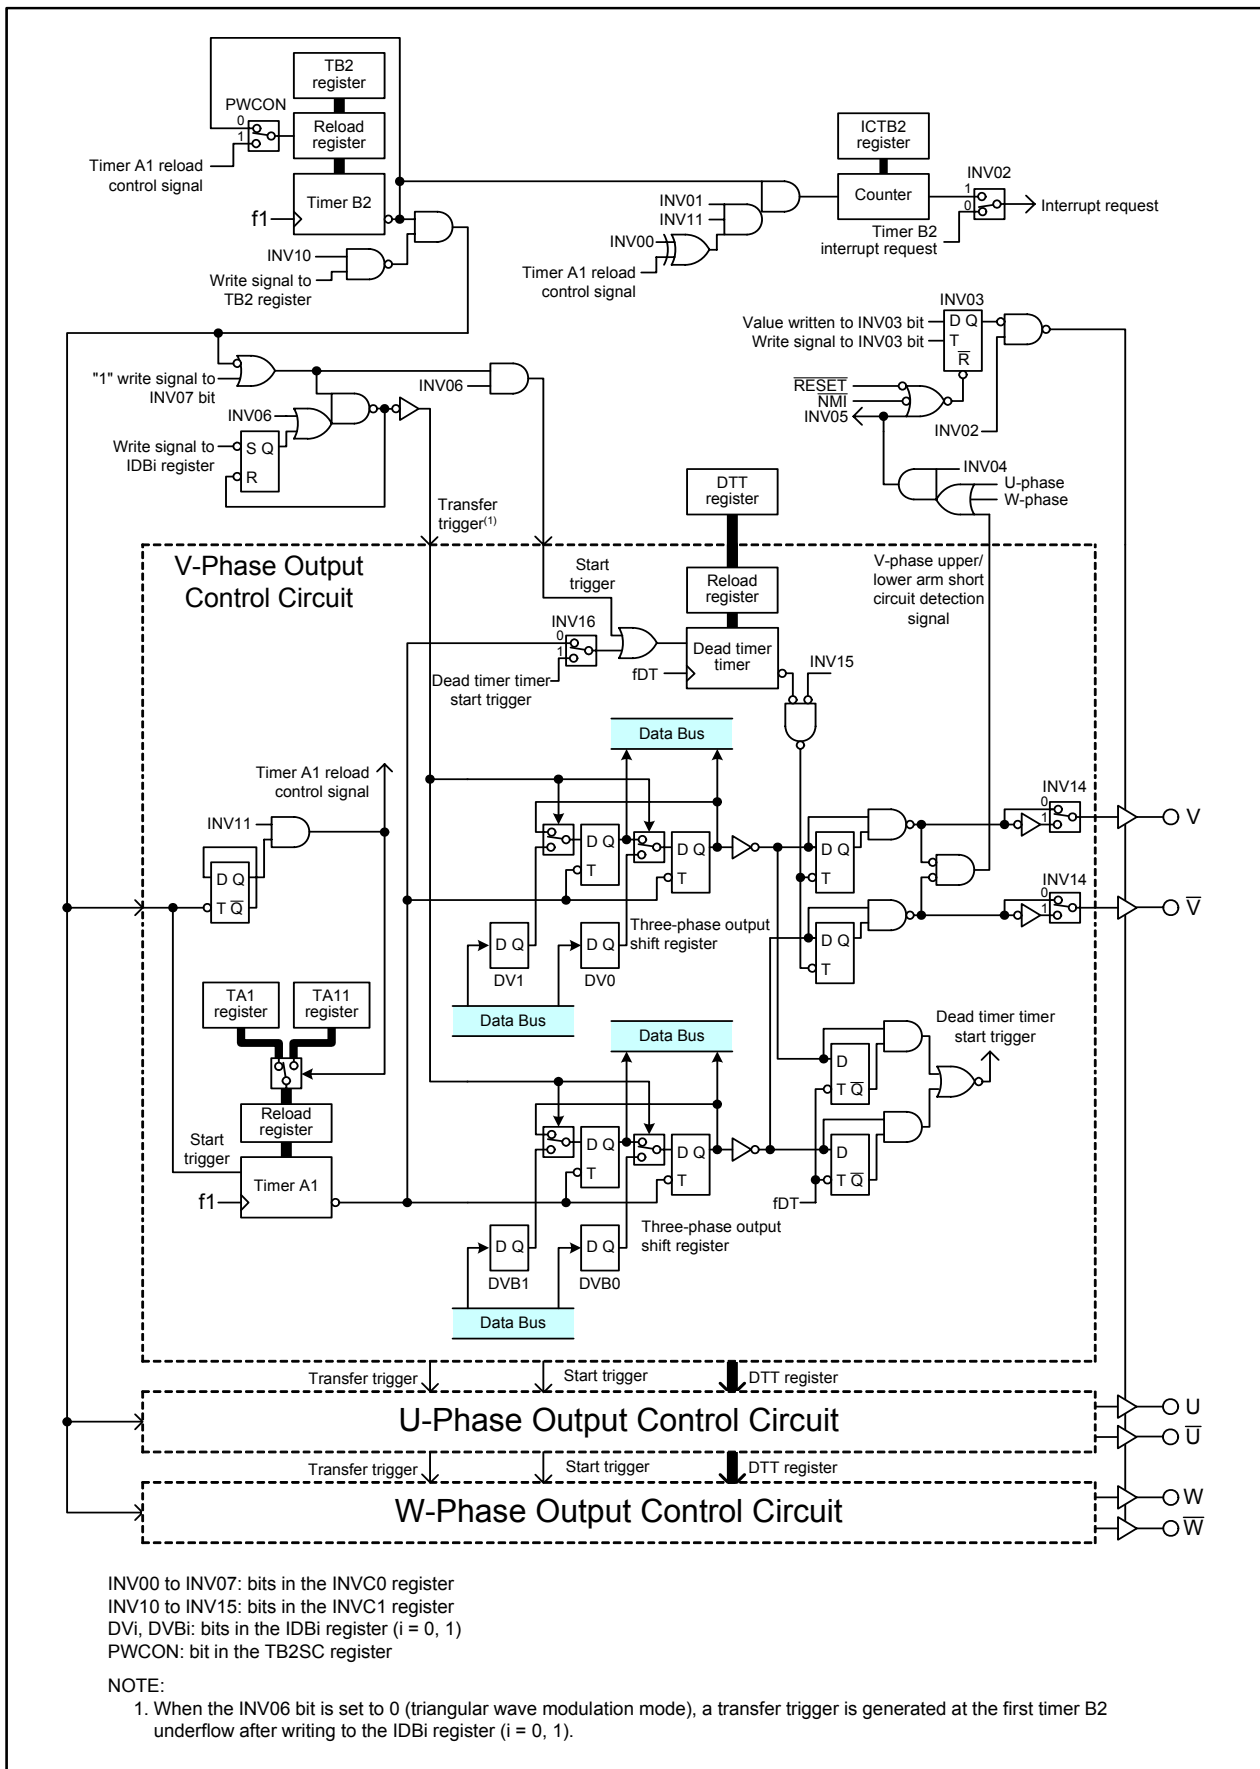 TB2
register
PWCON
0
1
Reload
register
Timer A1 reload
control signal
f1
Timer B2
INV10
Write signal to
TB2 register
INV01
INV11
INV00
Timer A1 reload
control signal
ICTB2
register
Counter
INV02
1
0
Interrupt request
Timer B2
interrupt request
INV03
Value written to INV03 bit
Write signal to INV03 bit
D Q
T
R
RESET
NMI
INV05
INV02
INV04
U-phase
W-phase
"1" write signal to
INV07 bit
INV06
INV06
Write signal to
IDBi register
S Q
R
Transfer
trigger(1)
DTT
register
V-Phase Output
Control Circuit
Start
trigger
Reload
register
V-phase upper/
lower arm short
circuit detection
signal
INV16
0
1
Dead timer timer
start trigger
fDT
Dead timer
timer
INV15
Data Bus
Timer A1 reload
control signal
INV11
D Q
T Q
D Q
T
D Q
T
D Q
T
INV14
0
1
V
D Q
T
INV14
0
1
V
Three-phase output
shift register
D Q
DV1
D Q
DV0
Data Bus
TA1
register
TA11
register
Reload
register
Start
trigger
f1
Timer A1
Data Bus
D Q
T
D Q
T
Dead timer timer
start trigger
D
T Q
D
T Q
fDT
Three-phase output
shift register
D Q
DVB1
D Q
DVB0
Data Bus
Transfer trigger
Start trigger
DTT register
U-Phase Output Control Circuit
U
U
Transfer trigger
Start trigger
DTT register
W-Phase Output Control Circuit
W
W
INV00 to INV07: bits in the INVC0 register
INV10 to INV15: bits in the INVC1 register
DVi, DVBi: bits in the IDBi register (i = 0, 1)
PWCON: bit in the TB2SC register
NOTE:
1. When the INV06 bit is set to 0 (triangular wave modulation mode), a transfer trigger is generated at the first timer B2
underflow after writing to the IDBi register (i = 0, 1).